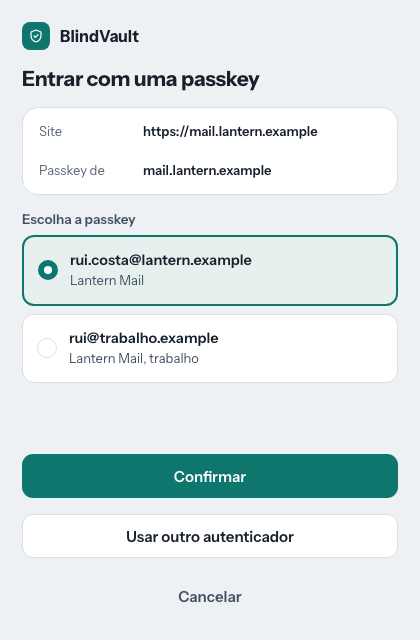 BlindVault
Entrar com uma passkey
Site https://mail.lantern.example
Passkey de mail.lantern.example
Escolha a passkey
rui.costa@lantern.example
Lantern Mail
rui@trabalho.example
Lantern Mail, trabalho
Confirmar
Usar outro autenticador
Cancelar